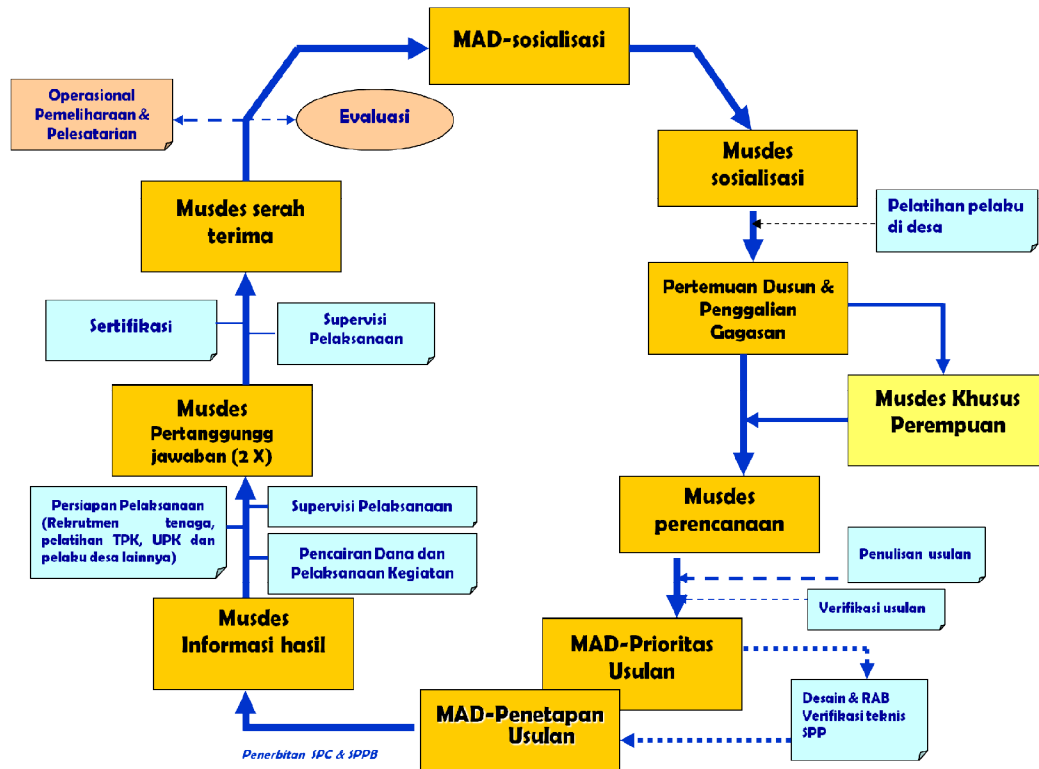 MAD-sosialisasi
Operasional
Pemeliharaan &
Pelesatarian
Evaluasi
Musdes
sosialisasi
Pelatihan pelaku
di desa
Musdes serah
terima
Pertemuan Dusun &
Penggalian
Gagasan
Sertifikasi
Supervisi
Pelaksanaan
Musdes Khusus
Perempuan
Musdes
Pertanggungg
jawaban (2 X)
Musdes
perencanaan
Persiapan Pelaksanaan
(Rekrutmen tenaga,
pelatihan TPK, UPK dan
pelaku desa lainnya)
Supervisi Pelaksanaan
Pencairan Dana dan
Pelaksanaan Kegiatan
Penulisan usulan
Verifikasi usulan
Musdes
Informasi hasil
MAD-Prioritas
Usulan
Desain & RAB
Verifikasi teknis
SPP
MAD-Penetapan
Usulan
Penerbitan SPC & SPPB